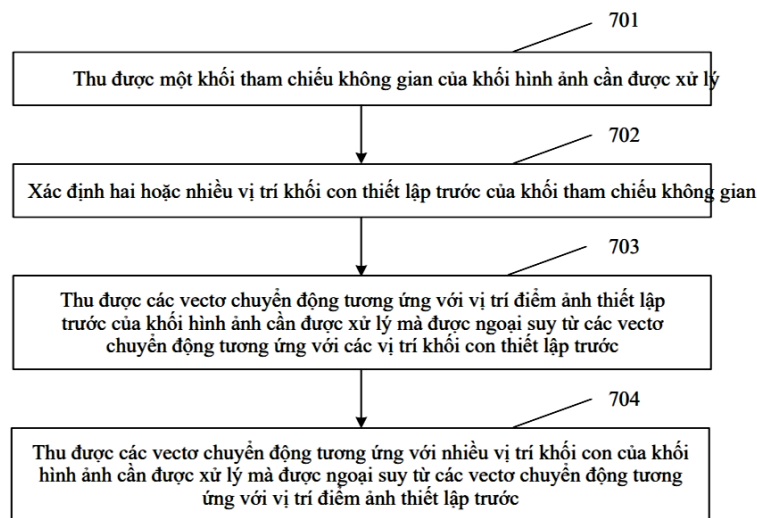 701
Thu được một khối tham chiếu không gian của khối hình ảnh cần được xử lý
702
Xác định hai hoặc nhiều vị trí khối con thiết lập trước của khối tham chiếu không gian
703
Thu được các vectơ chuyển động tương ứng với vị trí điểm ảnh thiết lập
trước của khối hình ảnh cần được xử lý mà được ngoại suy từ các vectơ
chuyển động tương ứng với các vị trí khối con thiết lập trước
704
Thu được các vectơ chuyển động tương ứng với nhiều vị trí khối con của khối
hình ảnh cần được xử lý mà được ngoại suy từ các vectơ chuyển động tương
ứng với vị trí điểm ảnh thiết lập trước